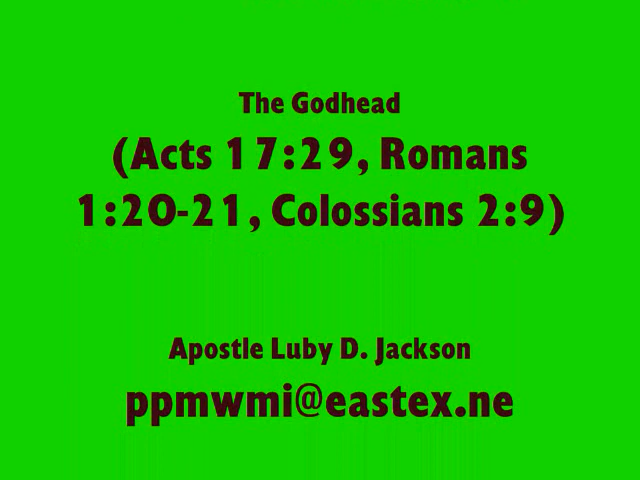 The Godhead
(Acts 17:29, Romans
1:20-21, Colossians 2:9)
Apostle Luby D. Jackson
ppmwmi@eastex.ne